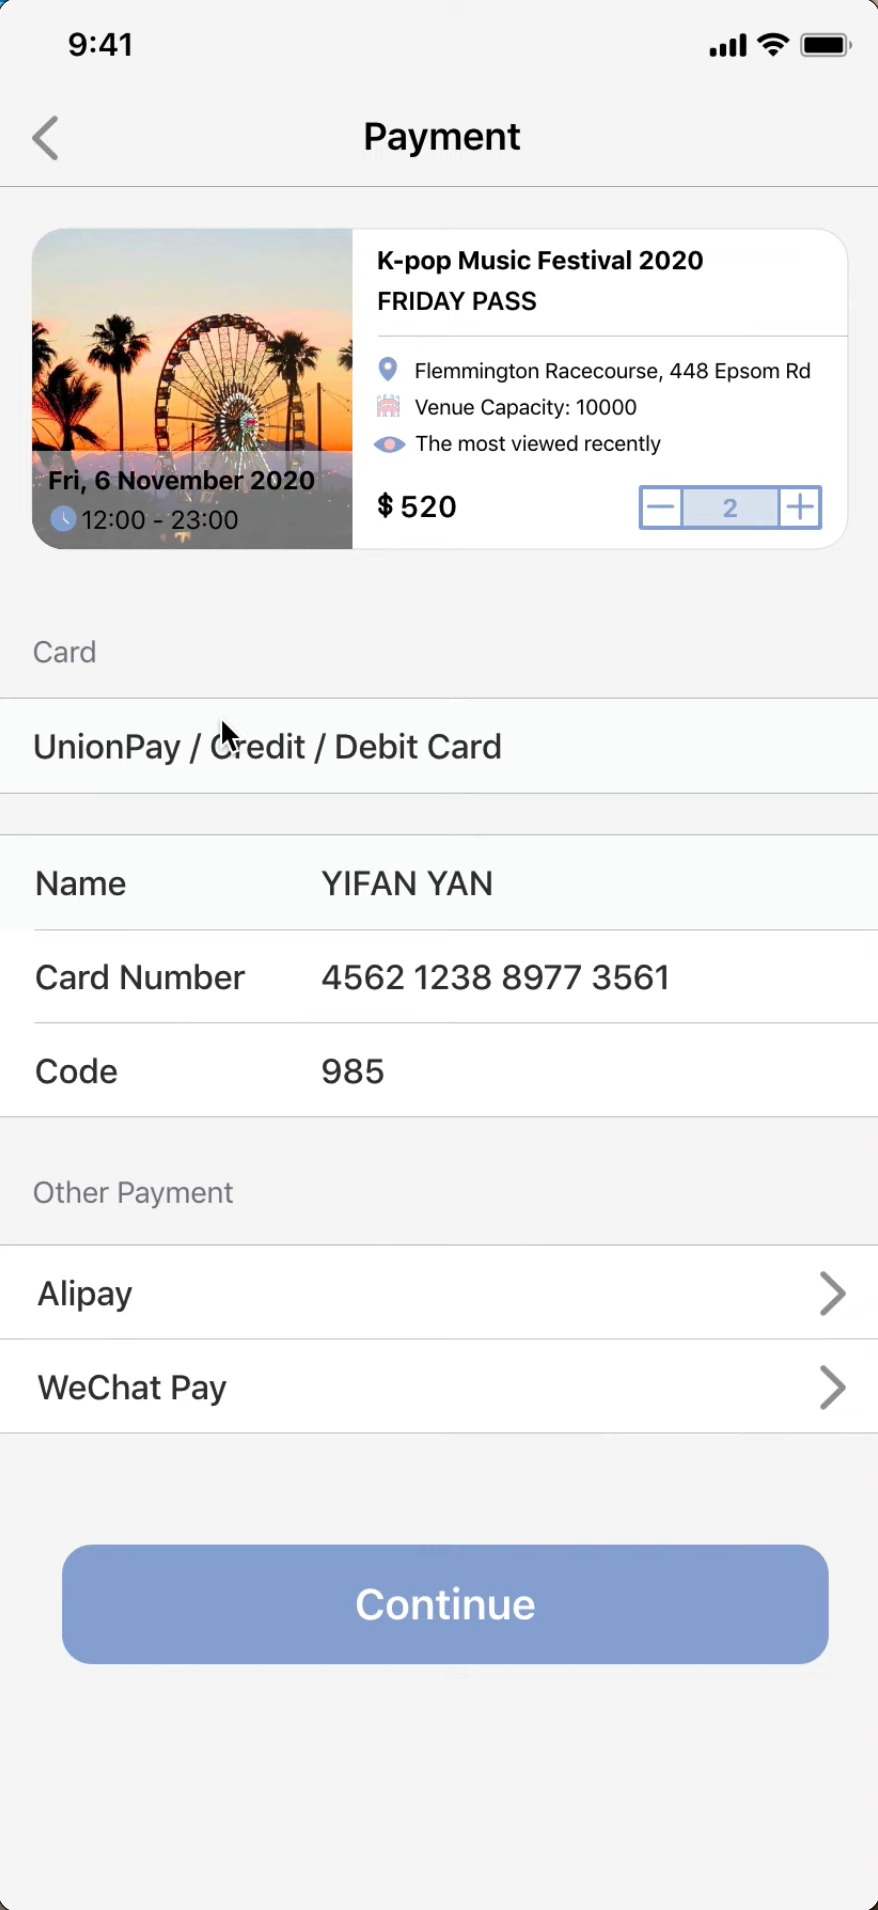 9:41
Payment
K-pop Music Festival 2020
FRIDAY PASS
Flemmington Racecourse, 448 Epsom Rd
Venue Capacity: 10000
The most viewed recently
Fri, 6 November 2020
12:00 - 23:00
$ 520
2
Card
UnionPay / Credit / Debit Card
Name YIFAN YAN
Card Number 4562 1238 8977 3561
Code 985
Other Payment
Alipay
WeChat Pay
Continue